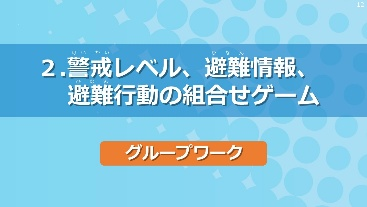 12
２.警戒レベル、避難情報、
避難行動の組合せゲーム
グループワーク